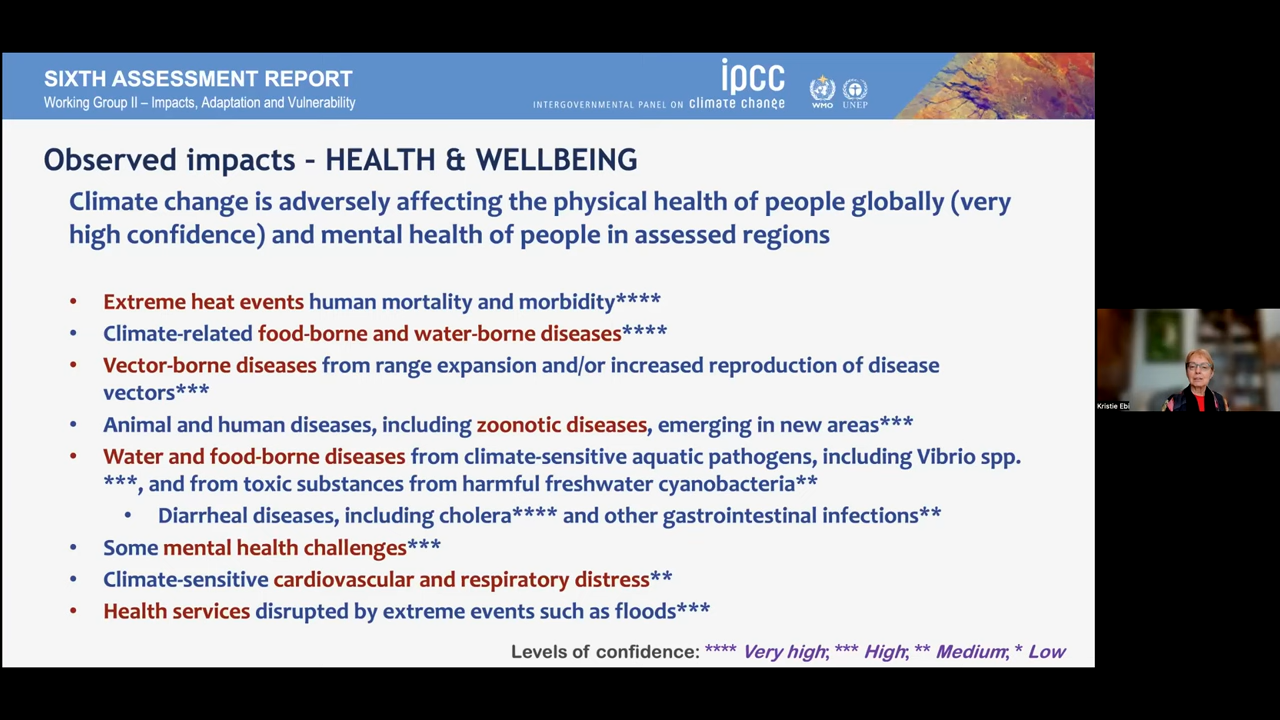 SIXTH ASSESSMENT REPORT
Working Group II – Impacts, Adaptation and Vulnerability
INTERGOVERNMENTAL PANEL ON climate change
ipcc
WMO
UNEP
Observed impacts – HEALTH & WELLBEING
Climate change is adversely affecting the physical health of people globally (very
high confidence) and mental health of people in assessed regions
• Extreme heat events human mortality and morbidity****
• Climate-related food-borne and water-borne diseases****
• Vector-borne diseases from range expansion and/or increased reproduction of disease
vectors***
• Animal and human diseases, including zoonotic diseases, emerging in new areas***
• Water and food-borne diseases from climate-sensitive aquatic pathogens, including Vibrio spp.
***, and from toxic substances from harmful freshwater cyanobacteria**
• Diarrheal diseases, including cholera**** and other gastrointestinal infections**
• Some mental health challenges***
• Climate-sensitive cardiovascular and respiratory distress**
• Health services disrupted by extreme events such as floods***
Levels of confidence: **** Very high; *** High; ** Medium; * Low
Kristie Ebi